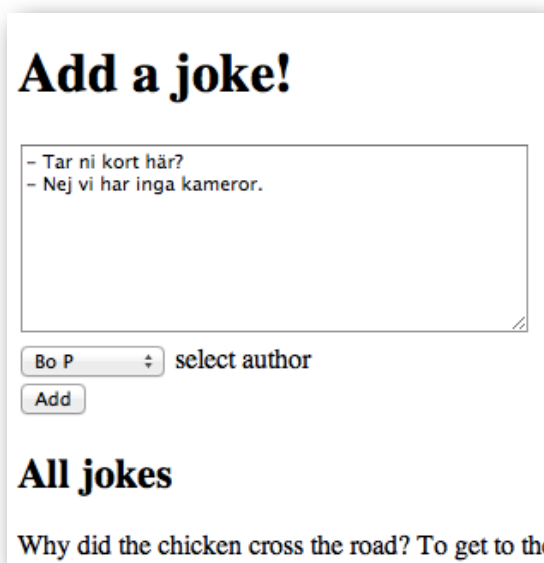 Add a joke!
– Tar ni kort här?
– Nej vi har inga kameror.
Bo P select author
Add
All jokes
Why did the chicken cross the road? To get to the